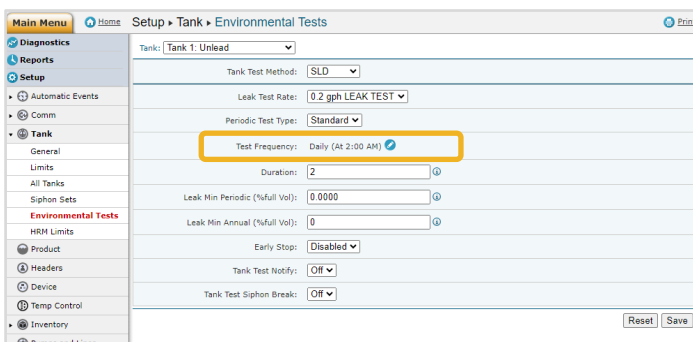 Main Menu
Home
Setup ▸ Tank ▸ Environmental Tests
Prin
Diagnostics
Reports
Setup
Automatic Events
Comm
Tank
General
Limits
All Tanks
Siphon Sets
Environmental Tests
HRM Limits
Product
Headers
Device
Temp Control
Inventory
Tank: Tank 1: Unlead
Tank Test Method: SLD
Leak Test Rate: 0.2 gph LEAK TEST
Periodic Test Type: Standard
Test Frequency: Daily (At 2:00 AM)
Duration: 2
Leak Min Periodic (%full Vol): 0.0000
Leak Min Annual (%full Vol): 0
Early Stop: Disabled
Tank Test Notify: Off
Tank Test Siphon Break: Off
Reset Save